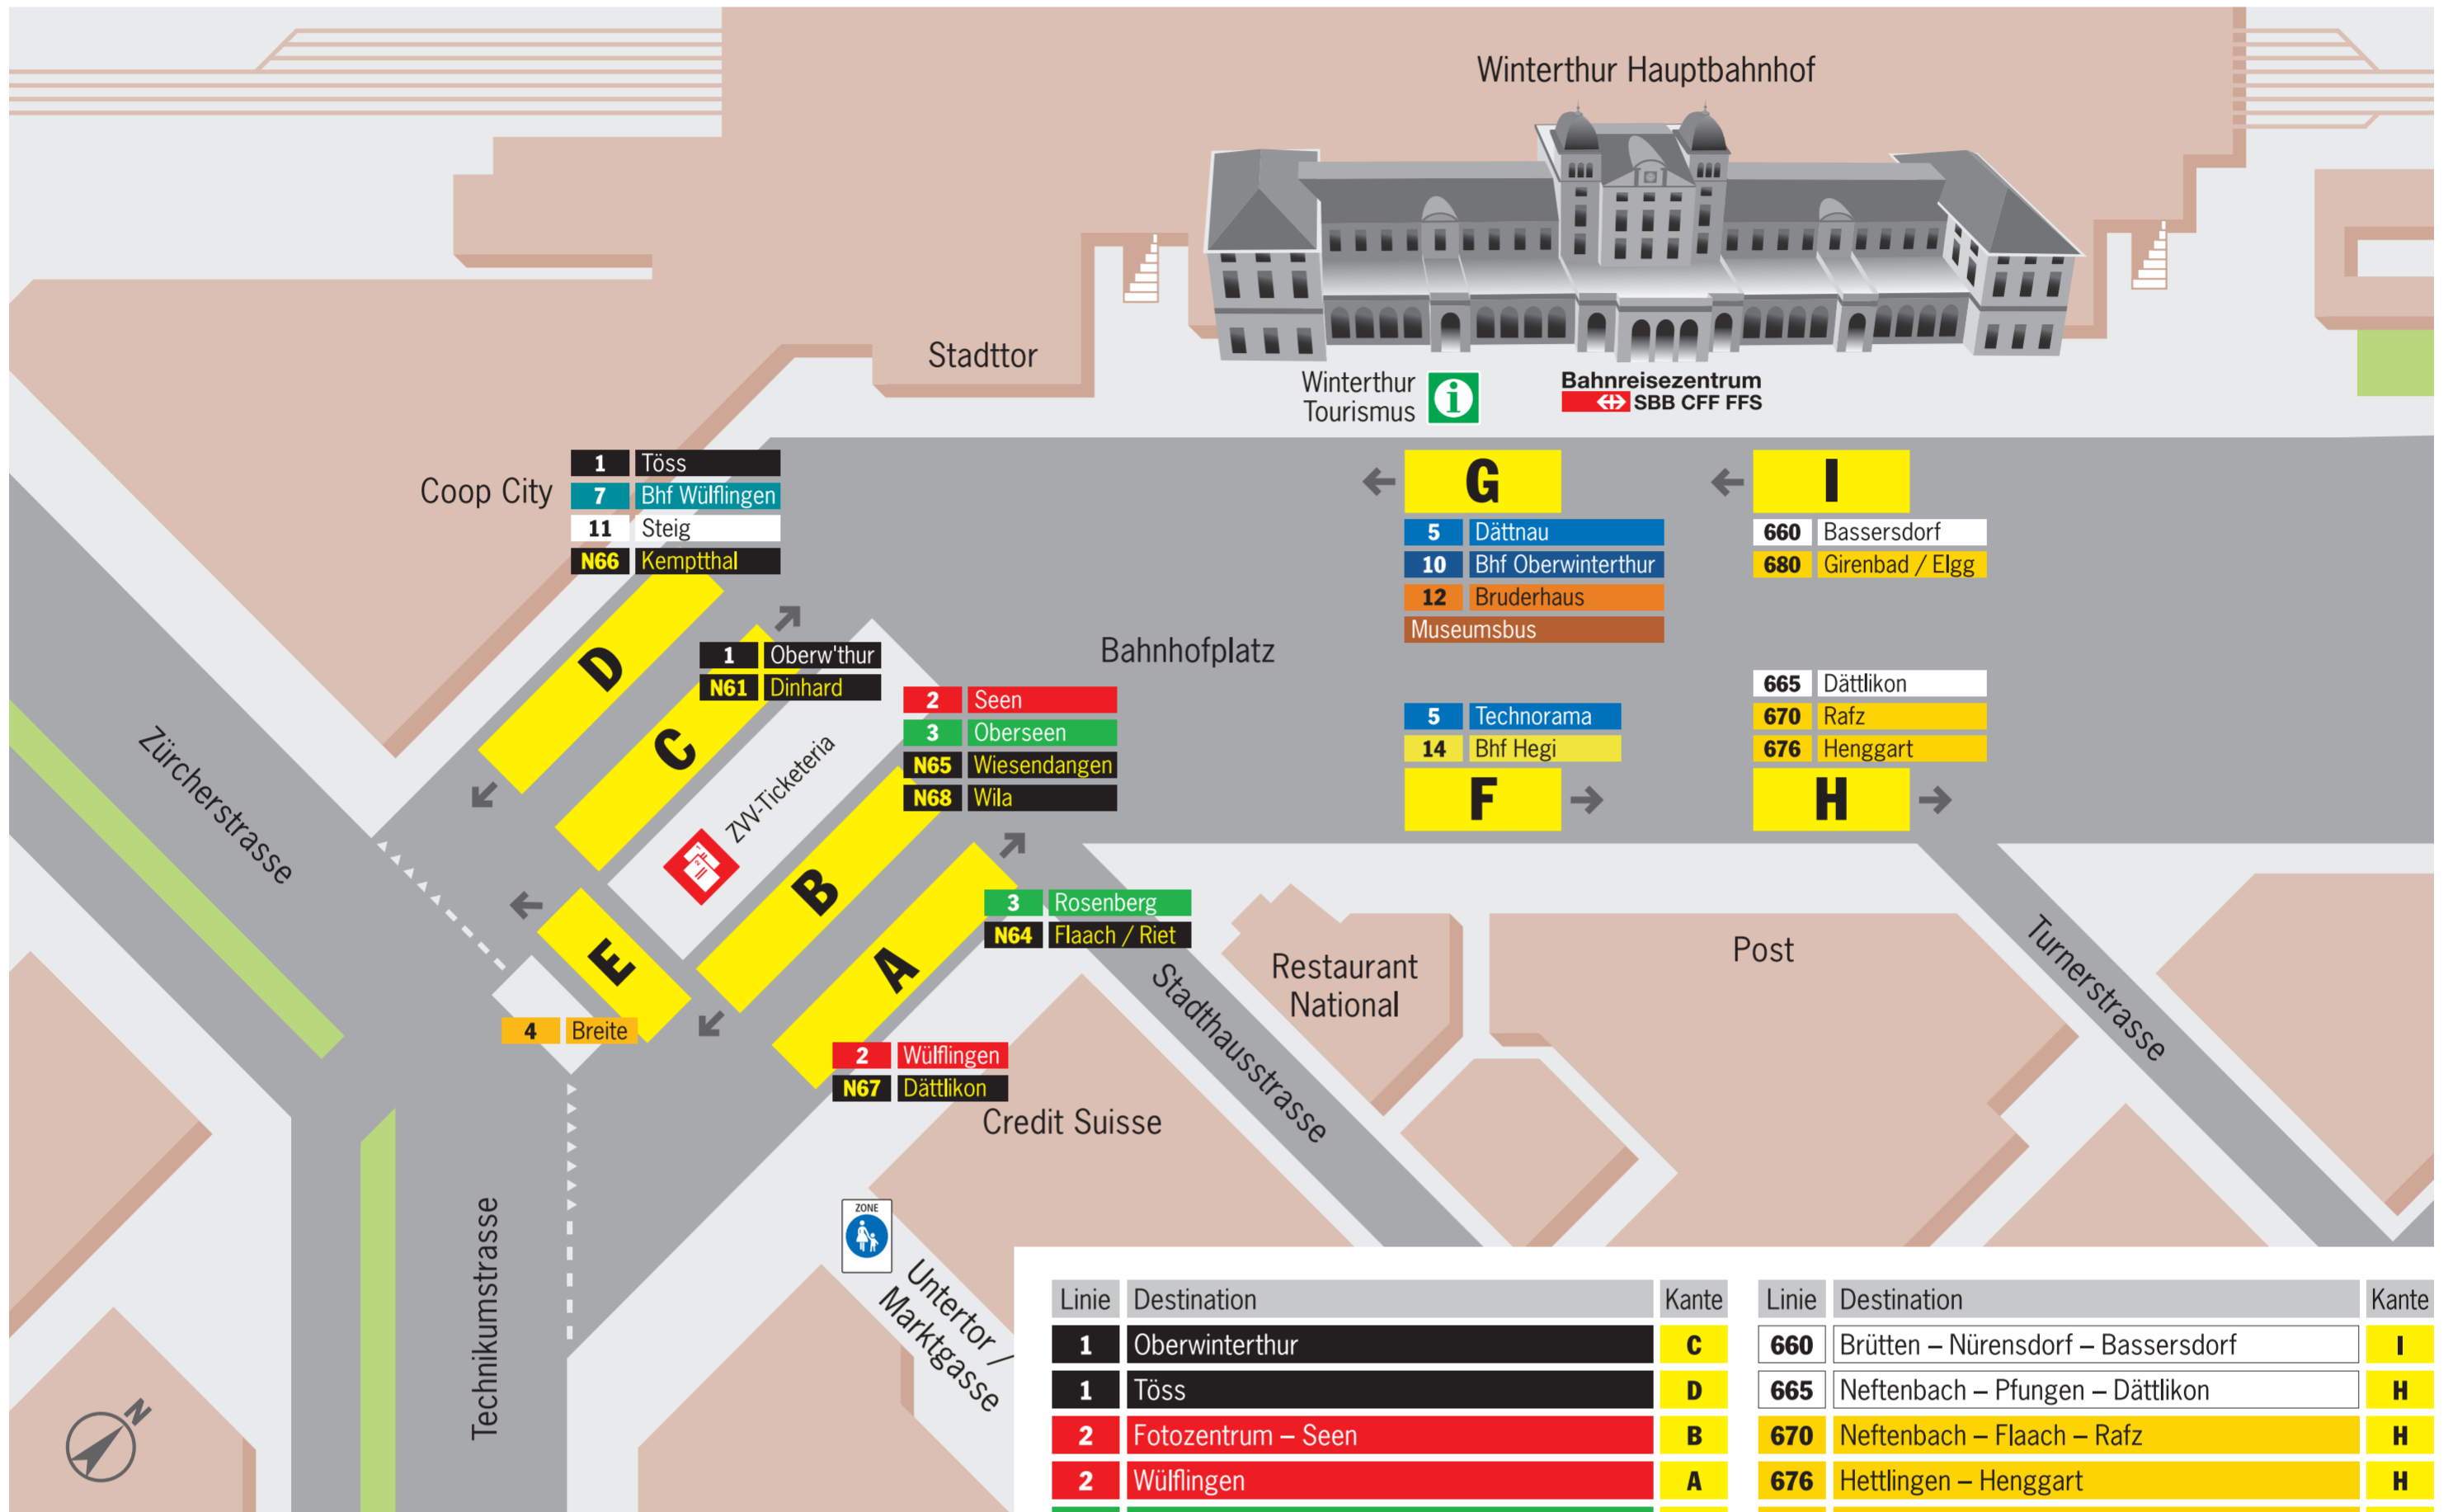 Winterthur Hauptbahnhof
Stadttor
Winterthur
Tourismus
i
Bahnreisezentrum
SBB CFF FFS
Coop City
1 Töss
7 Bhf Wülflingen
11 Steig
N66 Kemptthal
D
G
5 Dättnau
10 Bhf Oberwinterthur
12 Bruderhaus
Museumsbus
I
660 Bassersdorf
680 Girenbad / Elgg
Bahnhofplatz
1 Oberw'thur
N61 Dinhard
C
ZVV-Ticketeria
2 Seen
3 Oberseen
N65 Wiesendangen
N68 Wila
B
5 Technorama
14 Bhf Hegi
F
665 Dättlikon
670 Rafz
676 Henggart
H
Zürcherstrasse
E
4 Breite
A
3 Rosenberg
N64 Flaach / Riet
2 Wülflingen
N67 Dättlikon
Credit Suisse
Stadthausstrasse
Restaurant
National
Post
Turnerstrasse
Technikumstrasse
ZONE
Untertor /
Marktgasse
N
Linie Destination Kante
1 Oberwinterthur C
1 Töss D
2 Fotozentrum – Seen B
2 Wülflingen A
Linie Destination Kante
660 Brütten – Nürensdorf – Bassersdorf I
665 Neftenbach – Pfungen – Dättlikon H
670 Neftenbach – Flaach – Rafz H
676 Hettlingen – Henggart H